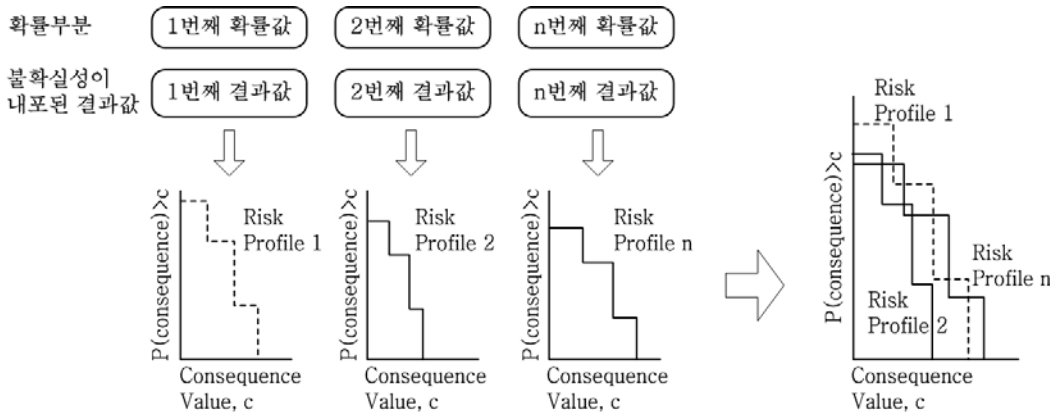 확률부분
1번째 확률값
2번째 확률값
n번째 확률값
불확실성이
내포된 결과값
1번째 결과값
2번째 결과값
n번째 결과값
P(consequence)>c
Risk
Profile 1
Consequence
Value, c
P(consequence)>c
Risk
Profile 2
Consequence
Value, c
P(consequence)>c
Risk
Profile n
Consequence
Value, c
P(consequence)>c
Risk
Profile 1
Risk
Profile n
Risk
Profile 2
Consequence
Value, c